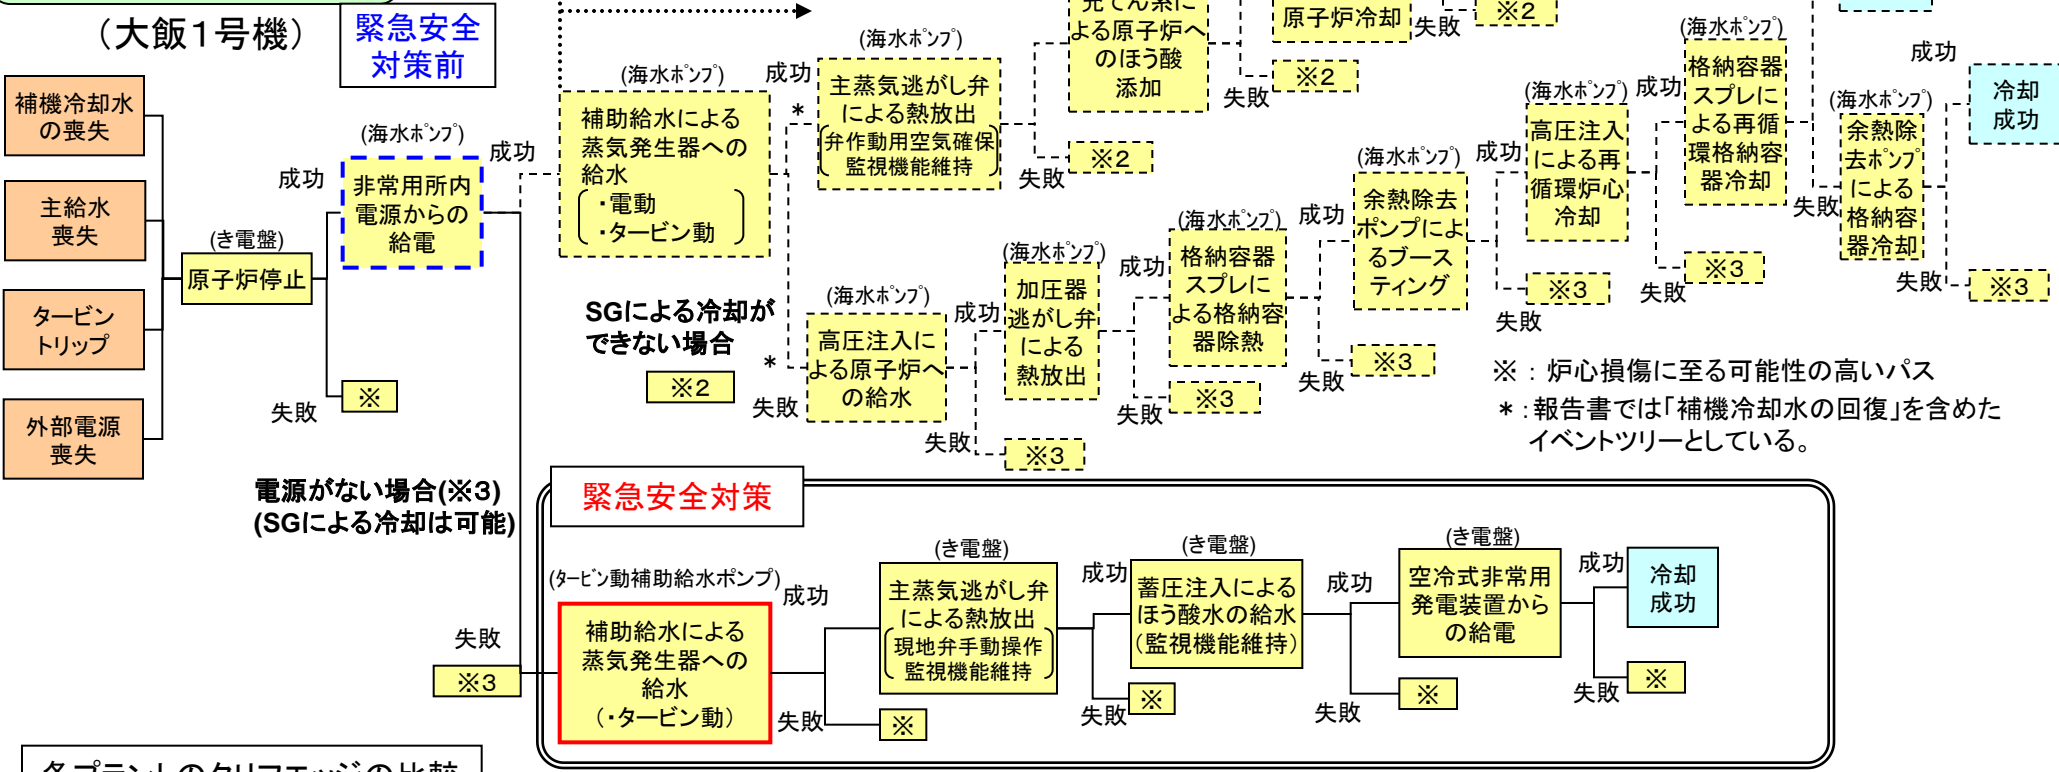 (大飯1号機)
緊急安全
対策前
補機冷却水
の喪失
主給水
喪失
タービン
トリップ
外部電源
喪失
(き電盤)
原子炉停止
成功
失敗
※
(海水ポンプ)
非常用所内
電源からの
給電
成功
失敗
※3
(海水ポンプ)
補助給水による
蒸気発生器への
給水
・電動
・タービン動
成功
*
*
失敗
(海水ポンプ)
主蒸気逃がし弁
による熱放出
弁作動用空気確保
監視機能維持
失敗
※2
よる原子炉へ
のほう酸
添加
失敗
※2
原子炉冷却
失敗
※2
SGによる冷却が
できない場合
※2
(海水ポンプ)
高圧注入に
よる原子炉へ
の給水
成功
失敗
※3
(海水ポンプ)
加圧器
逃がし弁
による
熱放出
成功
失敗
※3
(海水ポンプ)
格納容器
スプレに
よる格納容
器除熱
成功
失敗
※3
(海水ポンプ)
余熱除去
ポンプによ
るブース
ティング
成功
失敗
※3
(海水ポンプ)
高圧注入
による再
循環炉心
冷却
成功
失敗
※3
(海水ポンプ)
格納容器
スプレに
よる再循
環格納容
器冷却
失敗
(海水ポンプ)
余熱除
去ポンプ
による
格納容
器冷却
成功
冷却
成功
失敗
※3
※:炉心損傷に至る可能性の高いパス
*:報告書では「補機冷却水の回復」を含めた
イベントツリーとしている。
電源がない場合(※3)
(SGによる冷却は可能)
緊急安全対策
(タービン動補助給水ポンプ)
補助給水による
蒸気発生器への
給水
(・タービン動)
成功
失敗
※
(き電盤)
主蒸気逃がし弁
による熱放出
現地弁手動操作
監視機能維持
成功
失敗
※
(き電盤)
蓄圧注入による
ほう酸水の給水
(監視機能維持)
成功
失敗
※
(き電盤)
空冷式非常用
発電装置から
の給電
成功
失敗
※
冷却
成功
各プラントのクリフエッジの比較